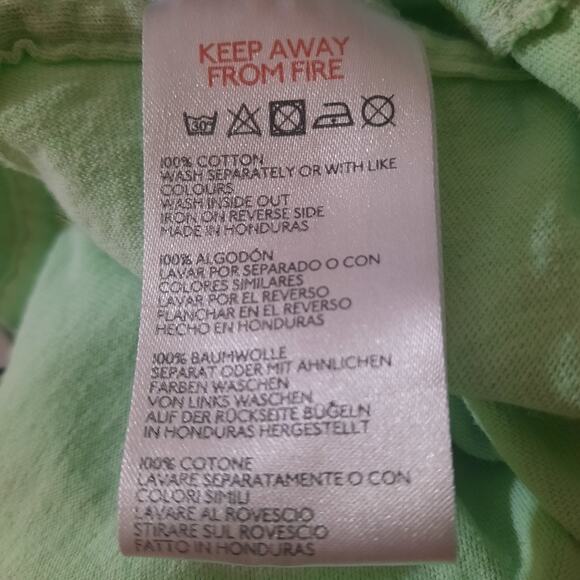 KEEP AWAY
FROM FIRE
30°
100% COTTON
WASH SEPARATELY OR WITH LIKE
COLOURS
WASH INSIDE OUT
IRON ON REVERSE SIDE
MADE IN HONDURAS
100% ALGODÓN
LAVAR POR SEPARADO O CON
COLORES SIMILARES
LAVAR POR EL REVERSO
PLANCHAR EN EL REVERSO
HECHO EN HONDURAS
100% BAUMWOLLE
SEPARAT ODER MIT ÄHNLICHEN
FARBEN WASCHEN
VON LINKS WASCHEN
AUF DER RÜCKSEITE BÜGELN
IN HONDURAS HERGESTELLT
100% COTONE
LAVARE SEPARATAMENTE O CON
COLORI SIMILI
LAVARE AL ROVESCIO
STIRARE SUL ROVESCIO
FATTO IN HONDURAS